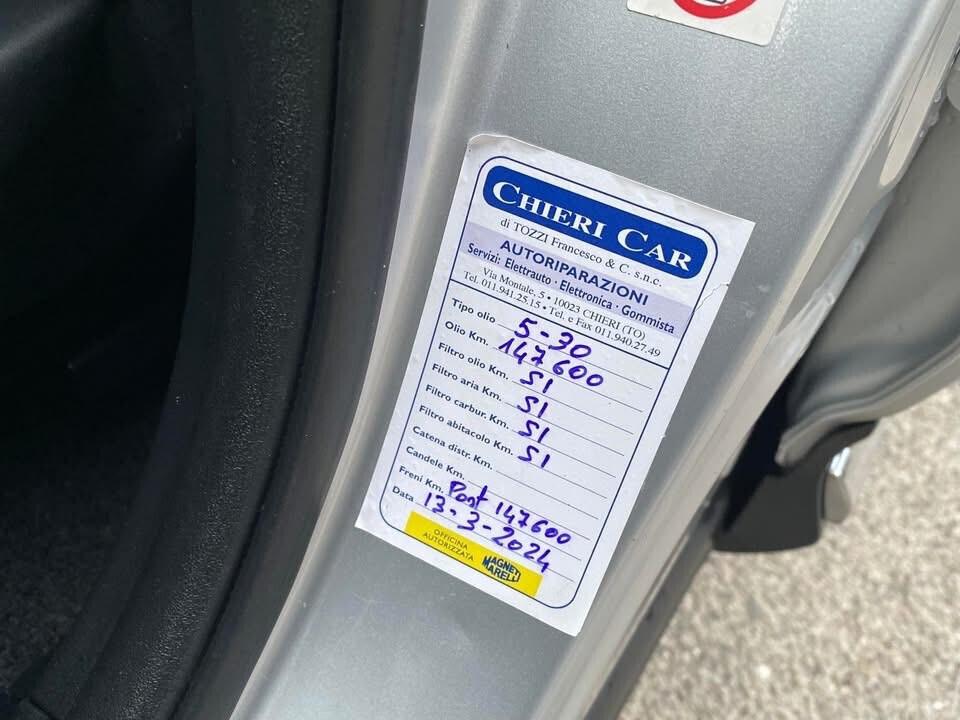 CHIERI CAR
di TOZZI Francesco & C. s.n.c.
AUTORIPARAZIONI
Servizi: Elettrauto · Elettronica · Gommista
Via Montale, 5 • 10023 CHIERI (TO)
Tel. 011.941.25.15 • Tel. e Fax 011.940.27.49
Tipo olio 5-30
Olio Km. 147600
Filtro olio Km. SI
Filtro aria Km. SI
Filtro carbur. Km. SI
Filtro abitacolo Km. SI
Catena distr. Km.
Candele Km.
Freni Km. Post 147600
Data 13-3-2024
OFFICINA
AUTORIZZATA
MAGNETI
MARELLI